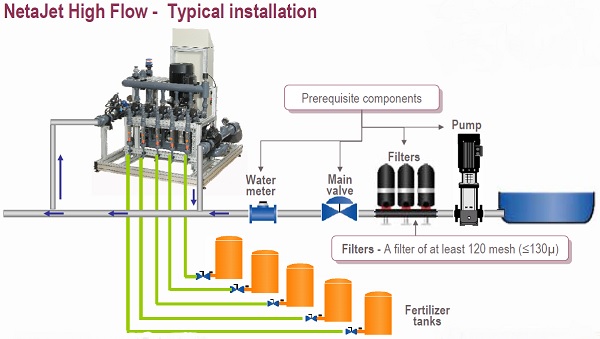 NetaJet High Flow - Typical installation
Prerequisite components
Pump
Filters
Water
meter
Main
valve
Filters - A filter of at least 120 mesh (≤130µ)
Fertilizer
tanks